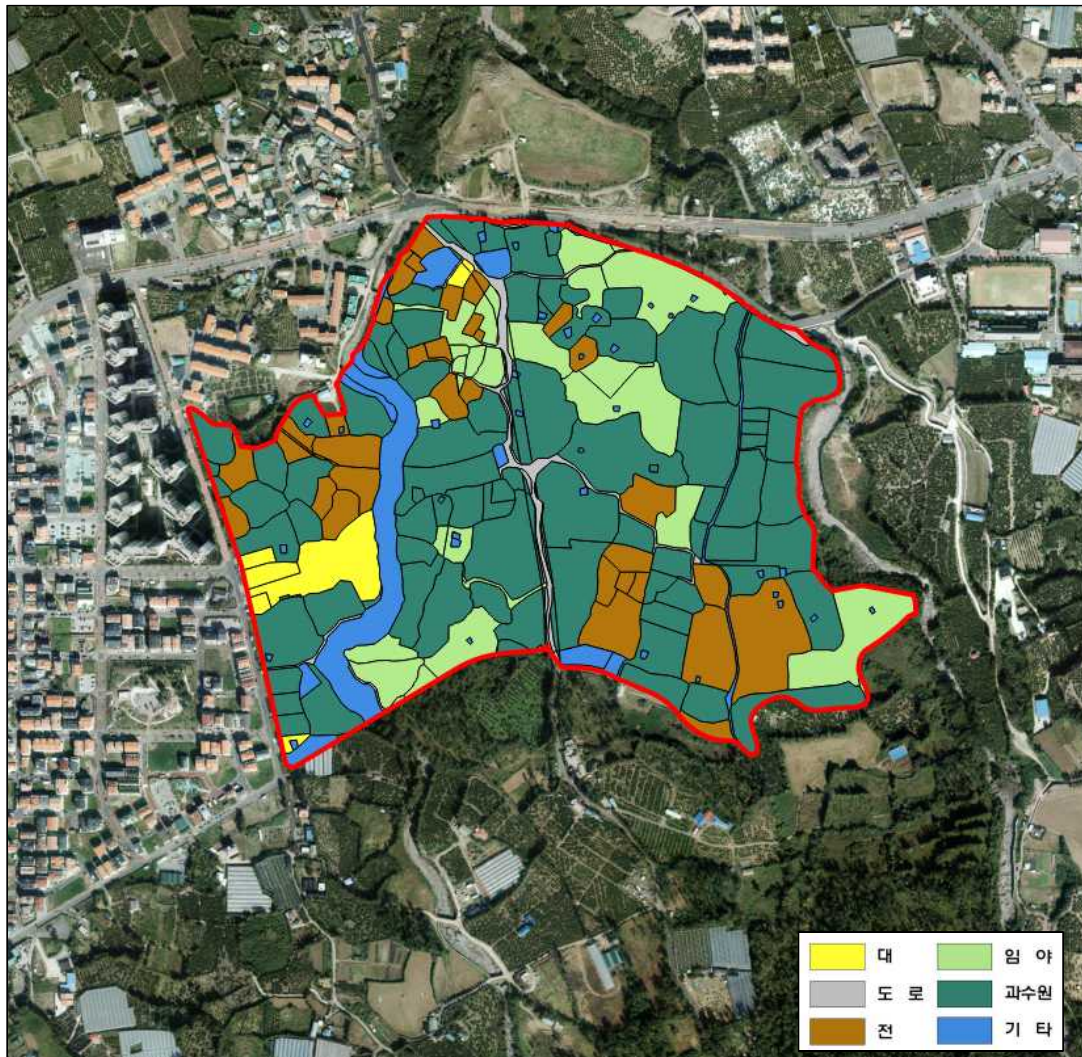 대 임 야
도 로 과수원
전 기 타